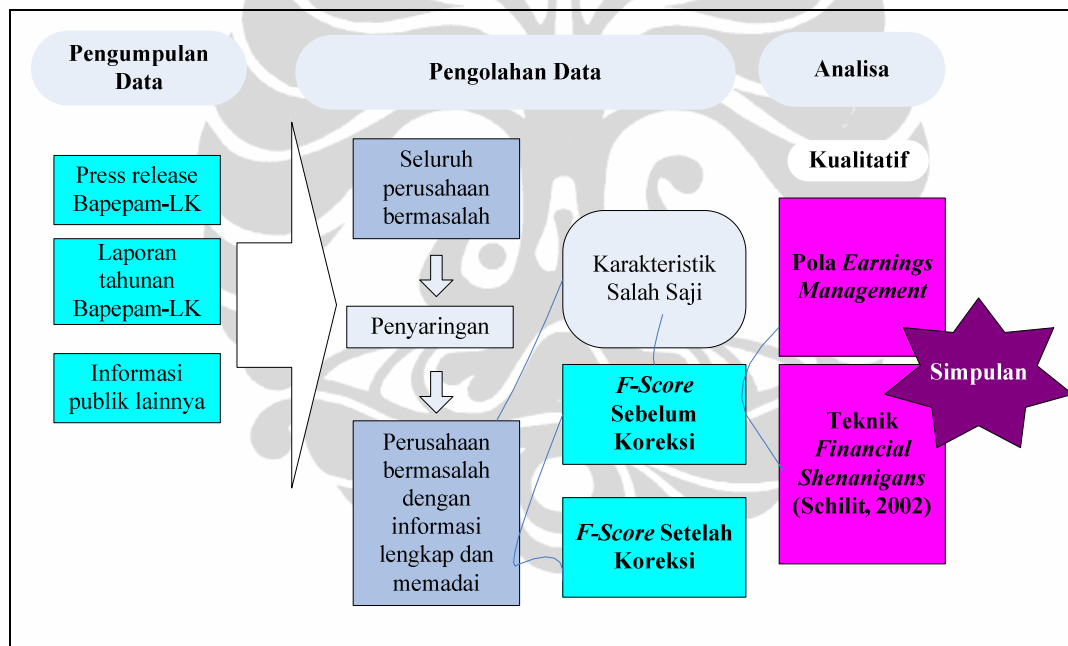 Pengumpulan
Data
Pengolahan Data
Analisa
Press release
Bapepam-LK
Laporan
tahunan
Bapepam-LK
Informasi
publik lainnya
Seluruh
perusahaan
bermasalah
Penyaringan
Perusahaan
bermasalah
dengan
informasi
lengkap dan
memadai
Karakteristik
Salah Saji
F-Score
Sebelum
Koreksi
F-Score Setelah
Koreksi
Kualitatif
Pola Earnings
Management
Teknik
Financial
Shenanigans
(Schilit, 2002)
Simpulan